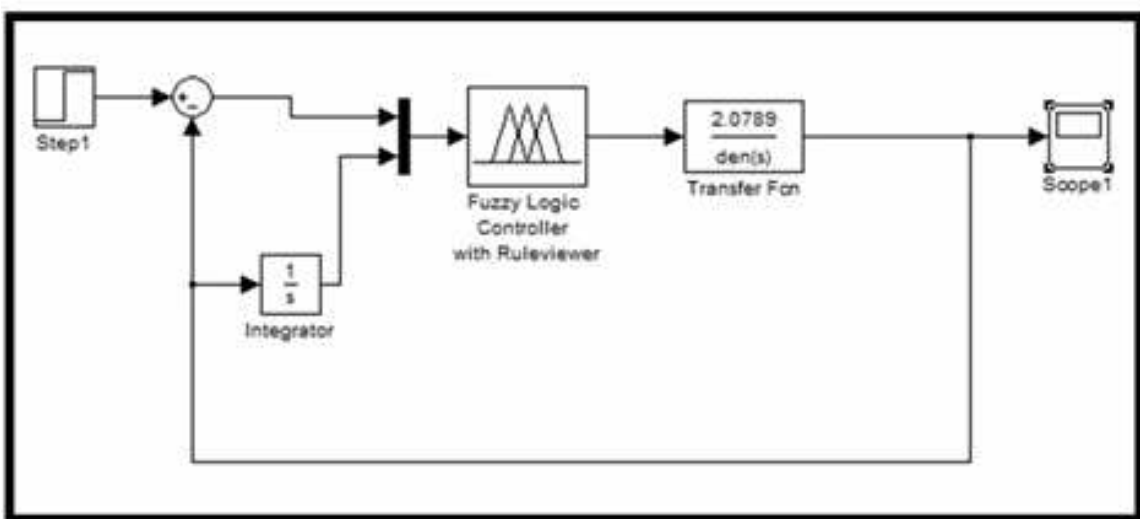 Step1
+
−
Fuzzy Logic
Controller
with Ruleviewer
2.0789
den(s)
Transfer Fcn
Scope1
1
s
Integrator